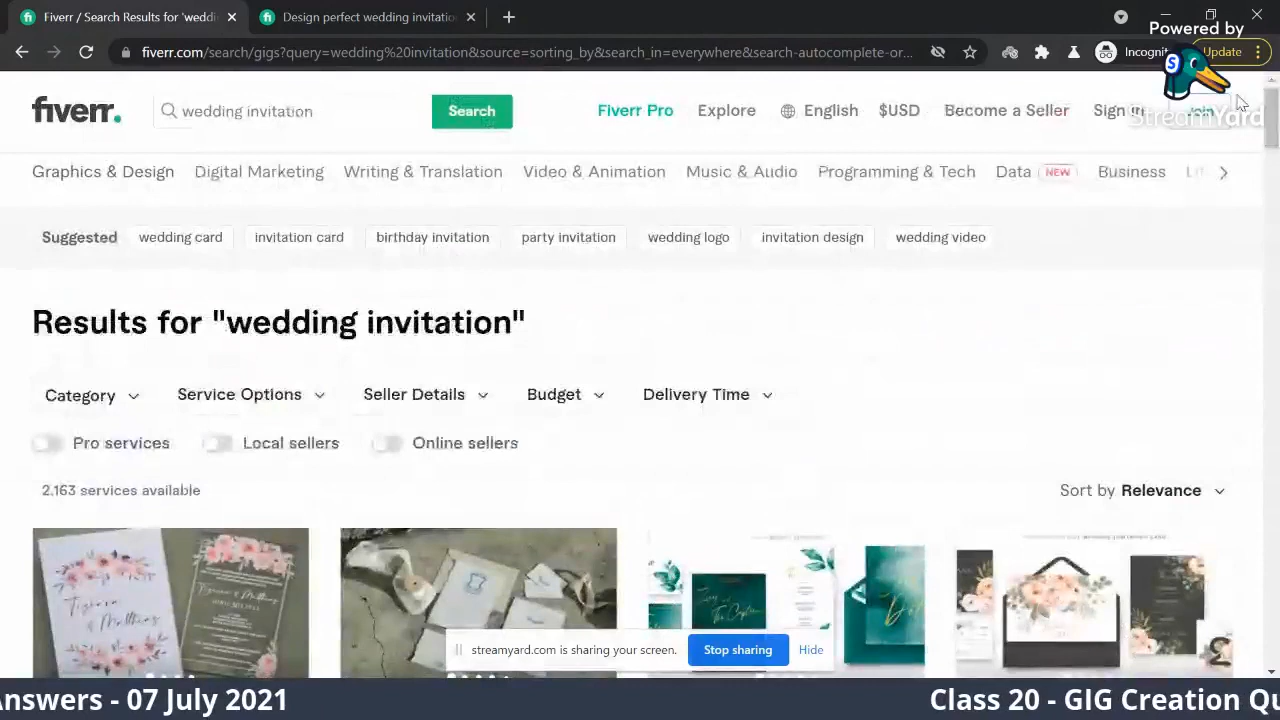 Fiverr / Search Results for 'weddi
Design perfect wedding invitatio
Powered by
fiverr.com/search/gigs?query=wedding%20invitation&source=sorting_by&search_in=everywhere&search-autocomplete-or...
Incognit
Update
fiverr.
wedding invitation
Search
Fiverr Pro
Explore
English
$USD
Become a Seller
Sign in
Join
StreamYard
Graphics & Design
Digital Marketing
Writing & Translation
Video & Animation
Music & Audio
Programming & Tech
Data NEW
Business
Suggested
wedding card
invitation card
birthday invitation
party invitation
wedding logo
invitation design
wedding video
Results for "wedding invitation"
Category
Service Options
Seller Details
Budget
Delivery Time
Pro services
Local sellers
Online sellers
2,163 services available
Sort by Relevance
streamyard.com is sharing your screen.
Stop sharing
Hide
Answers - 07 July 2021
Class 20 - GIG Creation Qu